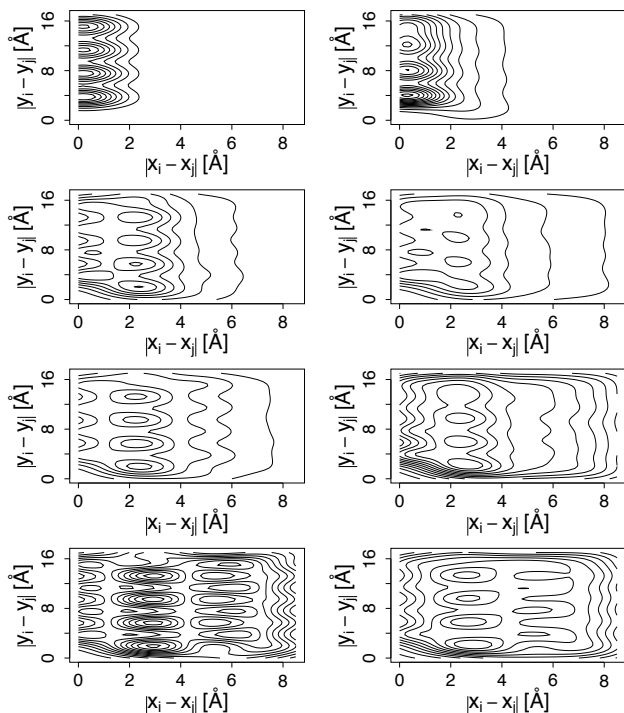 |yi − yj| [Å]
0 8 16
0 2 4 6 8
|xi − xj| [Å]
|yi − yj| [Å]
0 8 16
0 2 4 6 8
|xi − xj| [Å]
|yi − yj| [Å]
0 8 16
0 2 4 6 8
|xi − xj| [Å]
|yi − yj| [Å]
0 8 16
0 2 4 6 8
|xi − xj| [Å]
|yi − yj| [Å]
0 8 16
0 2 4 6 8
|xi − xj| [Å]
|yi − yj| [Å]
0 8 16
0 2 4 6 8
|xi − xj| [Å]
|yi − yj| [Å]
0 8 16
0 2 4 6 8
|xi − xj| [Å]
|yi − yj| [Å]
0 8 16
0 2 4 6 8
|xi − xj| [Å]